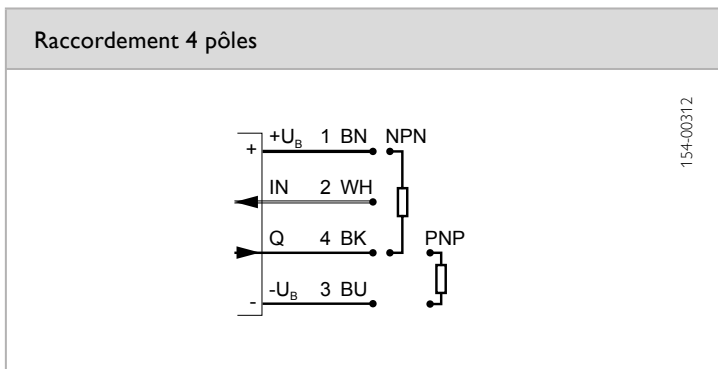 Raccordement 4 pôles
154-00312
+U_B 1 BN NPN
+
IN 2 WH
Q 4 BK PNP
-U_B 3 BU
-